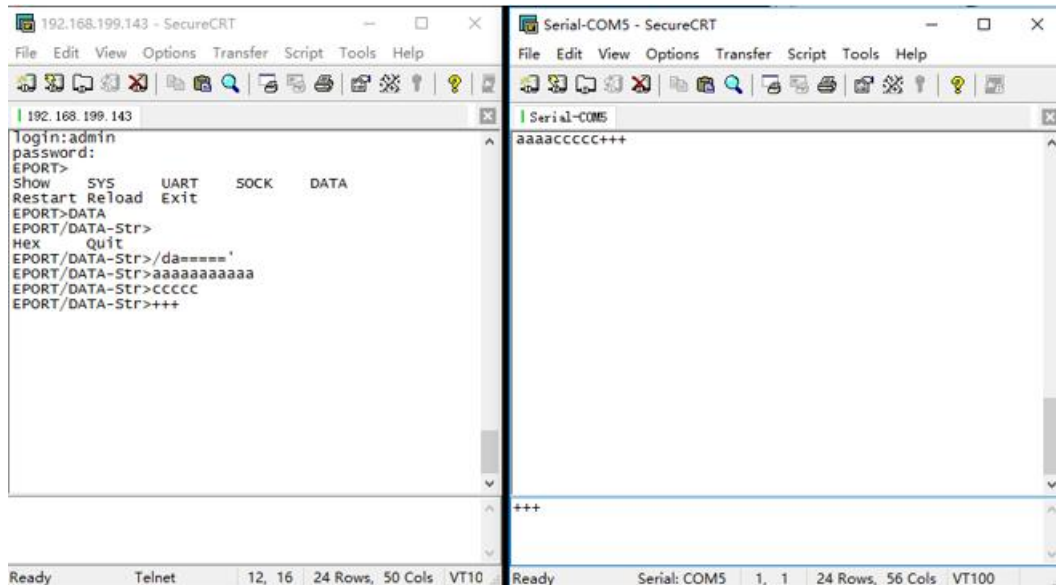 192.168.199.143 - SecureCRT
File Edit View Options Transfer Script Tools Help
192.168.199.143
login:admin
password:
EPORT>
Show SYS UART SOCK DATA
Restart Reload Exit
EPORT>DATA
EPORT/DATA-Str>
Hex Quit
EPORT/DATA-Str>/da====='
EPORT/DATA-Str>aaaaaaaaaaa
EPORT/DATA-Str>ccccc
EPORT/DATA-Str>+++
Ready Telnet 12, 16 24 Rows, 50 Cols VT10
Serial-COM5 - SecureCRT
File Edit View Options Transfer Script Tools Help
Serial-COM5
aaaaccccc+++
+++
Ready Serial: COM5 1, 1 24 Rows, 56 Cols VT100